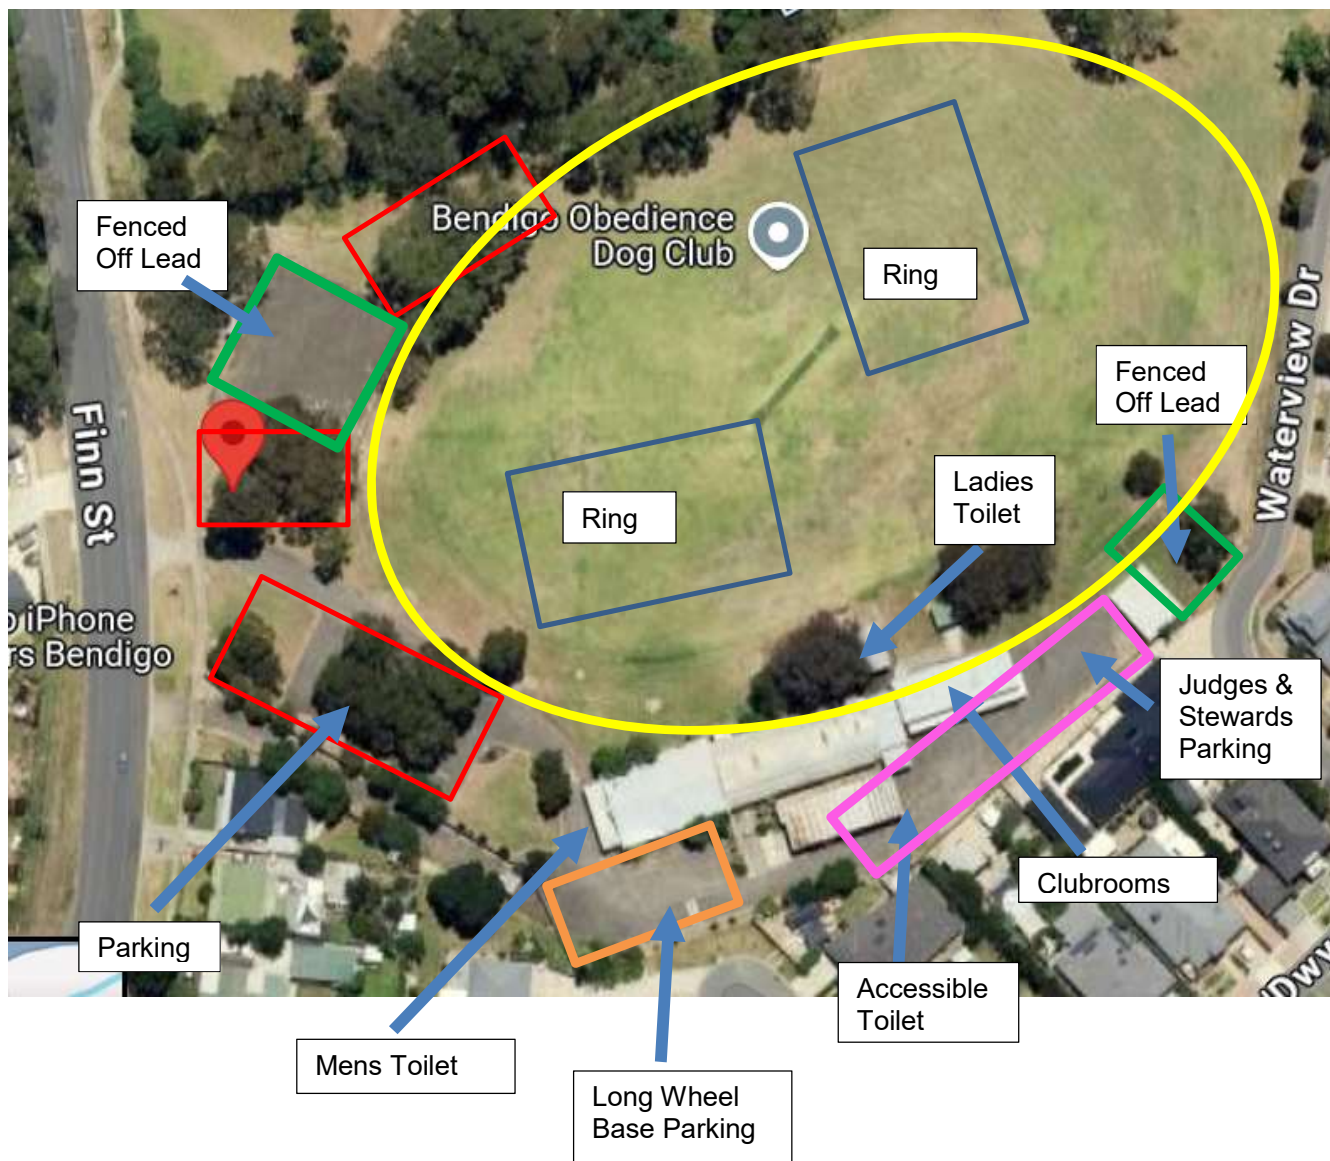 Fenced
Off Lead
Bendigo Obedience
Dog Club
Ring
Waterview Dr
Fenced
Off Lead
Finn St
Ladies
Toilet
Ring
iPhone
rs Bendigo
Judges &
Stewards
Parking
Clubrooms
Parking
Accessible
Toilet
Mens Toilet
Long Wheel
Base Parking